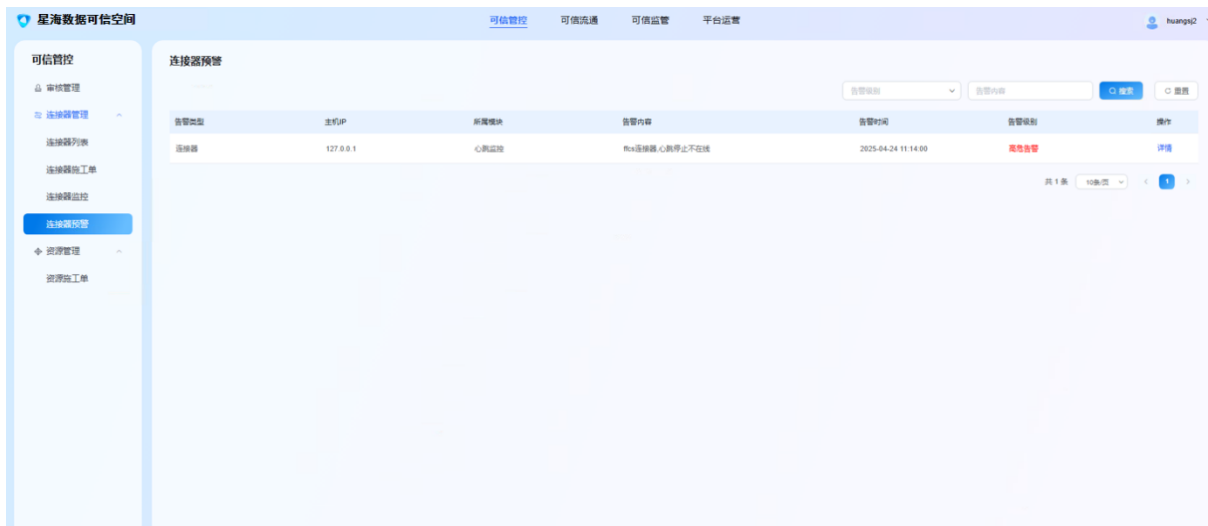 星海数据可信空间
可信管控 可信流通 可信监管 平台运营
huangsj2
可信管控
审核管理
连接器管理
连接器列表
连接器施工单
连接器监控
连接器预警
资源管理
资源施工单
连接器预警
告警级别 告警内容 搜索 重置
告警类型 主机IP 所属模块 告警内容 告警时间 告警级别 操作
连接器 127.0.0.1 心跳监控 ffcs连接器,心跳停止不在线 2025-04-24 11:14:00 高危告警 详情
共 1 条 10条/页 1